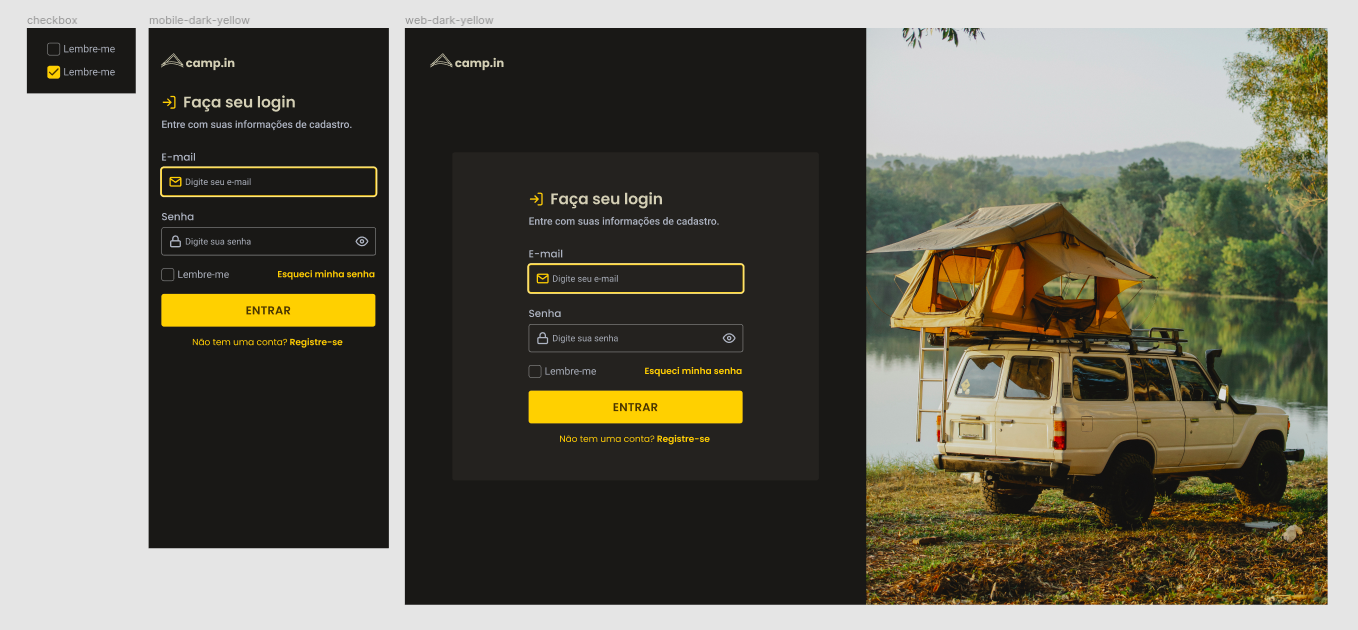 checkbox
Lembre-me
Lembre-me
mobile-dark-yellow
camp.in
Faça seu login
Entre com suas informações de cadastro.
E-mail
Digite seu e-mail
Senha
Digite sua senha
Lembre-me
Esqueci minha senha
ENTRAR
Não tem uma conta? Registre-se
web-dark-yellow
camp.in
Faça seu login
Entre com suas informações de cadastro.
E-mail
Digite seu e-mail
Senha
Digite sua senha
Lembre-me
Esqueci minha senha
ENTRAR
Não tem uma conta? Registre-se